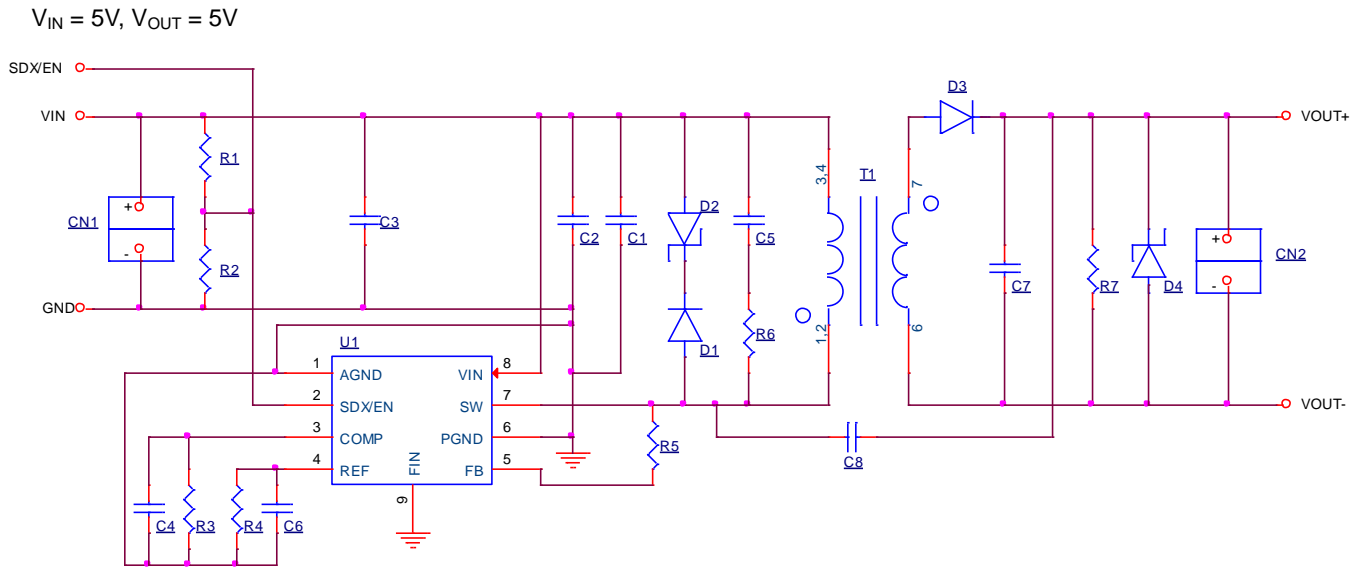 VIN = 5V, VOUT = 5V
SDX/EN
VIN
GND
CN1
+
-
R1
R2
C3
C2
C1
D2
D1
C5
R6
3,4
1,2
T1
7
6
D3
C7
R7
D4
+
-
CN2
VOUT+
VOUT-
U1
1
AGND
2
SDX/EN
3
COMP
4
REF
VIN
8
SW
7
PGND
6
FB
5
FIN
9
R5
C8
C4
R3
R4
C6